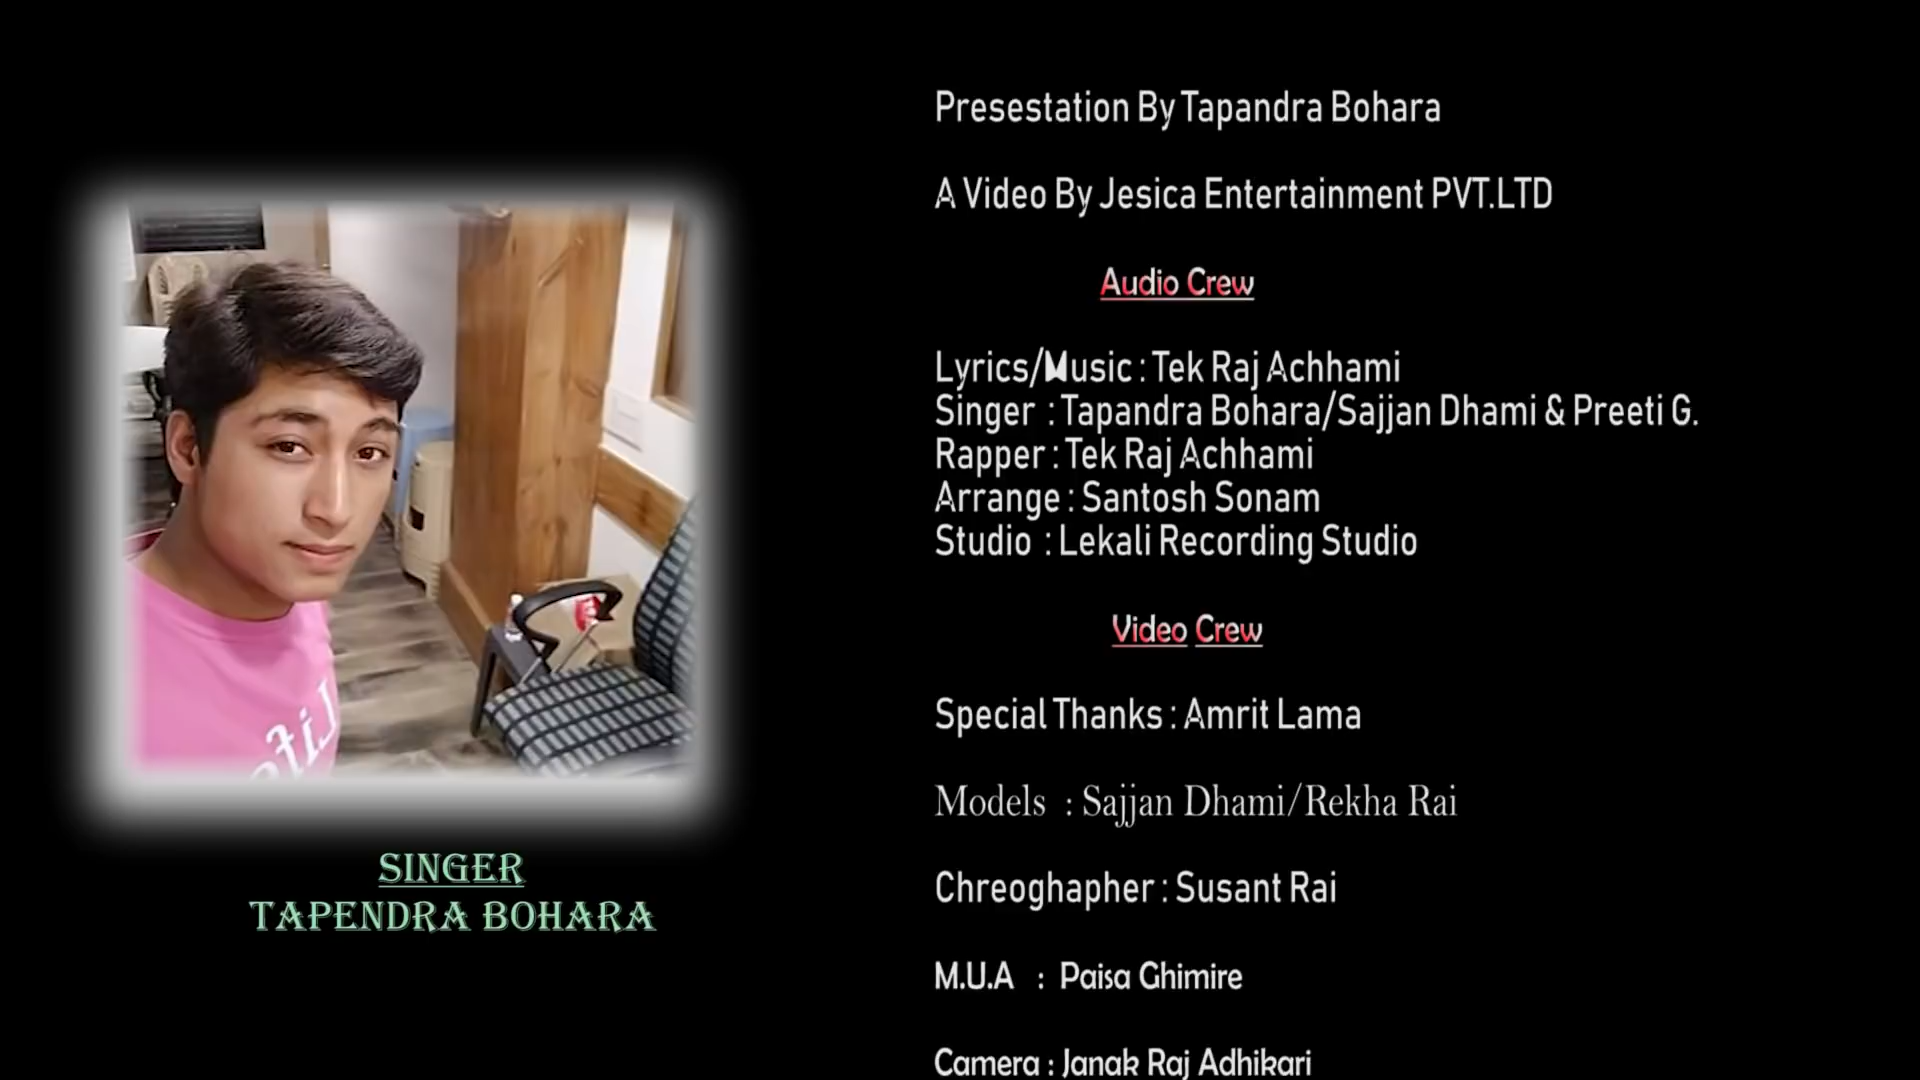 Presestation By Tapandra Bohara
A Video By Jesica Entertainment PVT.LTD
Audio Crew
Lyrics/Music : Tek Raj Achhami
Singer : Tapandra Bohara/Sajjan Dhami & Preeti G.
Rapper : Tek Raj Achhami
Arrange : Santosh Sonam
Studio : Lekali Recording Studio
Video Crew
Special Thanks : Amrit Lama
Models : Sajjan Dhami/Rekha Rai
Chreoghapher : Susant Rai
M.U.A : Paisa Ghimire
Camera : Janak Raj Adhikari
SINGER
TAPENDRA BOHARA